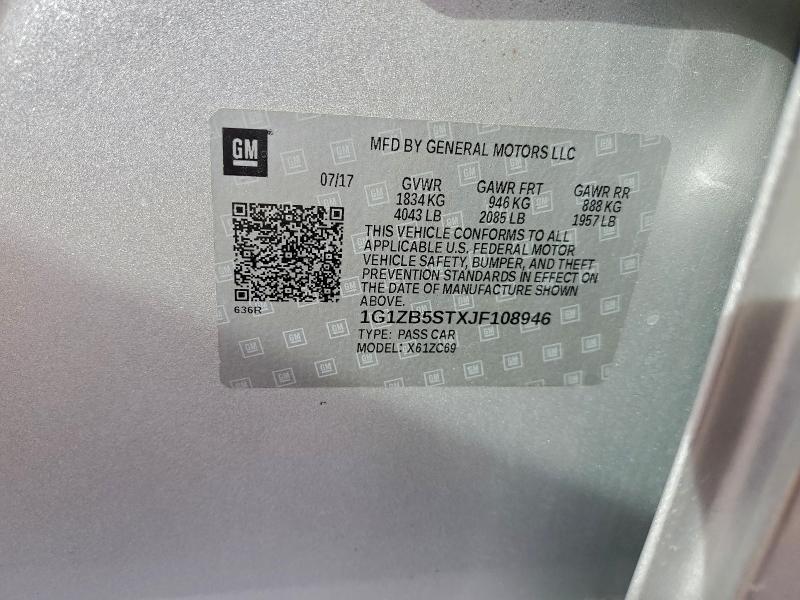 GM
MFD BY GENERAL MOTORS LLC
07/17
GVWR GAWR FRT GAWR RR
1834 KG 946 KG 888 KG
4043 LB 2085 LB 1957 LB
THIS VEHICLE CONFORMS TO ALL
APPLICABLE U.S. FEDERAL MOTOR
VEHICLE SAFETY, BUMPER, AND THEFT
PREVENTION STANDARDS IN EFFECT ON
THE DATE OF MANUFACTURE SHOWN
ABOVE.
636R
1G1ZB5STXJF108946
TYPE: PASS CAR
MODEL: X61ZC69